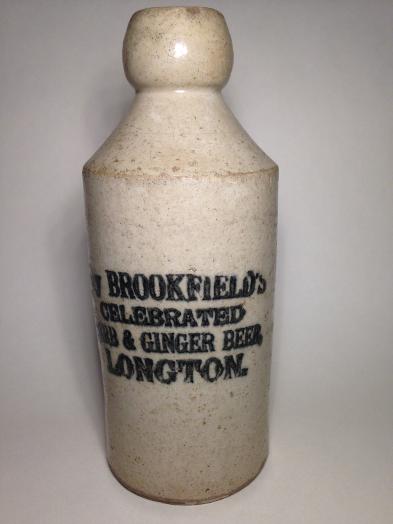 BROOKFIELD'S
CELEBRATED
& GINGER BEER,
LONGTON.